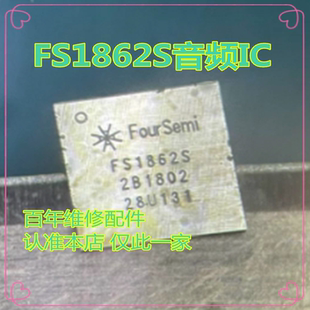 FS1862S音频IC
FourSemi
FS1862S
2B1802
28U131
百年维修配件
认准本店 仅此一家